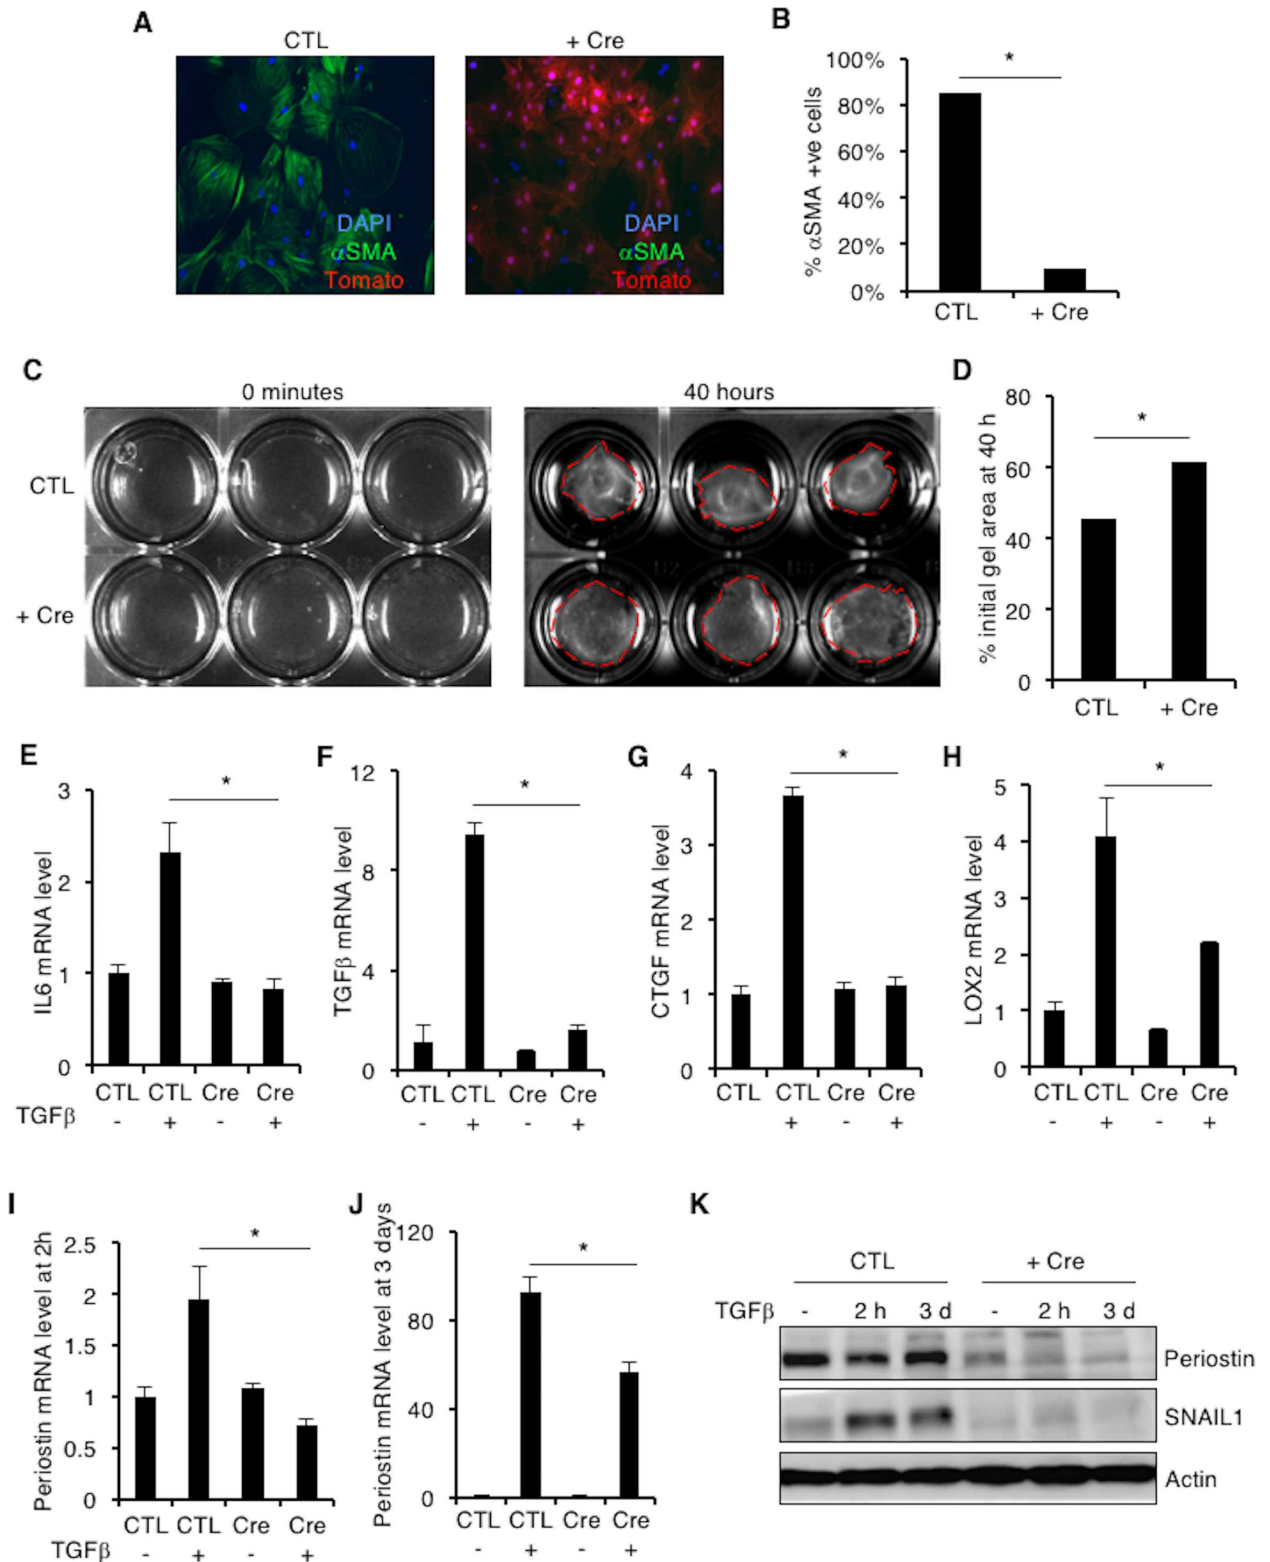 A
CTL
+ Cre
DAPI
αSMA
Tomato
DAPI
αSMA
Tomato
B
% αSMA +ve cells
100%
80%
60%
40%
20%
0%
*
CTL
+ Cre
C
0 minutes
40 hours
CTL
+ Cre
D
% initial gel area at 40 h
80
60
40
20
0
*
CTL
+ Cre
E
IL6 mRNA level
3
2
1
0
*
CTL CTL Cre Cre
TGFβ - + - +
F
TGFβ mRNA level
12
8
4
0
*
CTL CTL Cre Cre
- + - +
G
CTGF mRNA level
4
3
2
1
0
*
CTL CTL Cre Cre
+ - +
H
LOX2 mRNA level
5
4
3
2
1
0
*
CTL CTL Cre Cre
- + - +
I
Periostin mRNA level at 2h
2.5
2
1.5
1
0.5
0
*
CTL CTL Cre Cre
TGFβ - + - +
J
Periostin mRNA level at 3 days
120
80
40
0
*
CTL CTL Cre Cre
- + - +
K
CTL + Cre
TGFβ - 2 h 3 d - 2 h 3 d
Periostin
SNAIL1
Actin